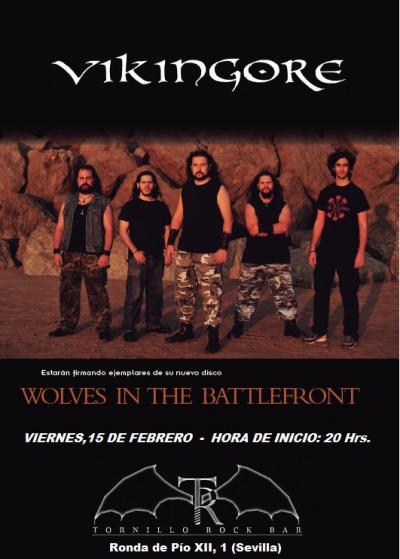 VIKINGORE
Estarán firmando ejemplares de su nuevo disco
WOLVES IN THE BATTLEFRONT
VIERNES,15 DE FEBRERO - HORA DE INICIO: 20 Hrs.
TR
TORNILLO ROCK BAR
Ronda de Pío XII, 1 (Sevilla)